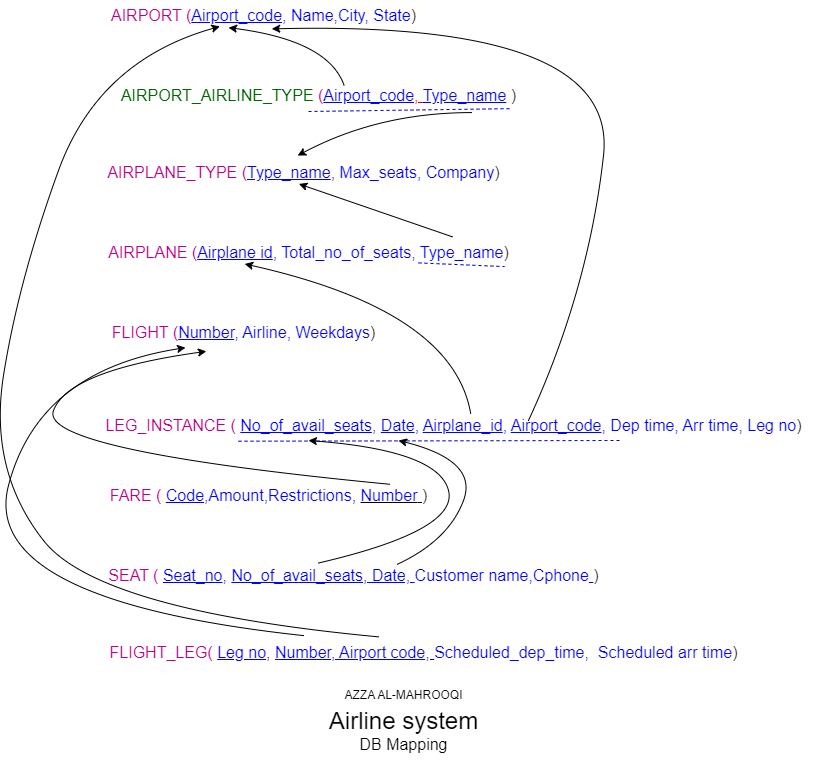 AIRPORT (Airport_code, Name,City, State)
AIRPORT_AIRLINE_TYPE (Airport_code, Type_name )
AIRPLANE_TYPE (Type_name, Max_seats, Company)
AIRPLANE (Airplane id, Total_no_of_seats, Type_name)
FLIGHT (Number, Airline, Weekdays)
LEG_INSTANCE ( No_of_avail_seats, Date, Airplane_id, Airport_code, Dep time, Arr time, Leg no)
FARE ( Code,Amount,Restrictions, Number )
SEAT ( Seat_no, No_of_avail_seats, Date, Customer name,Cphone )
FLIGHT_LEG( Leg no, Number, Airport code, Scheduled_dep_time, Scheduled arr time)
AZZA AL-MAHROOQI
Airline system
DB Mapping